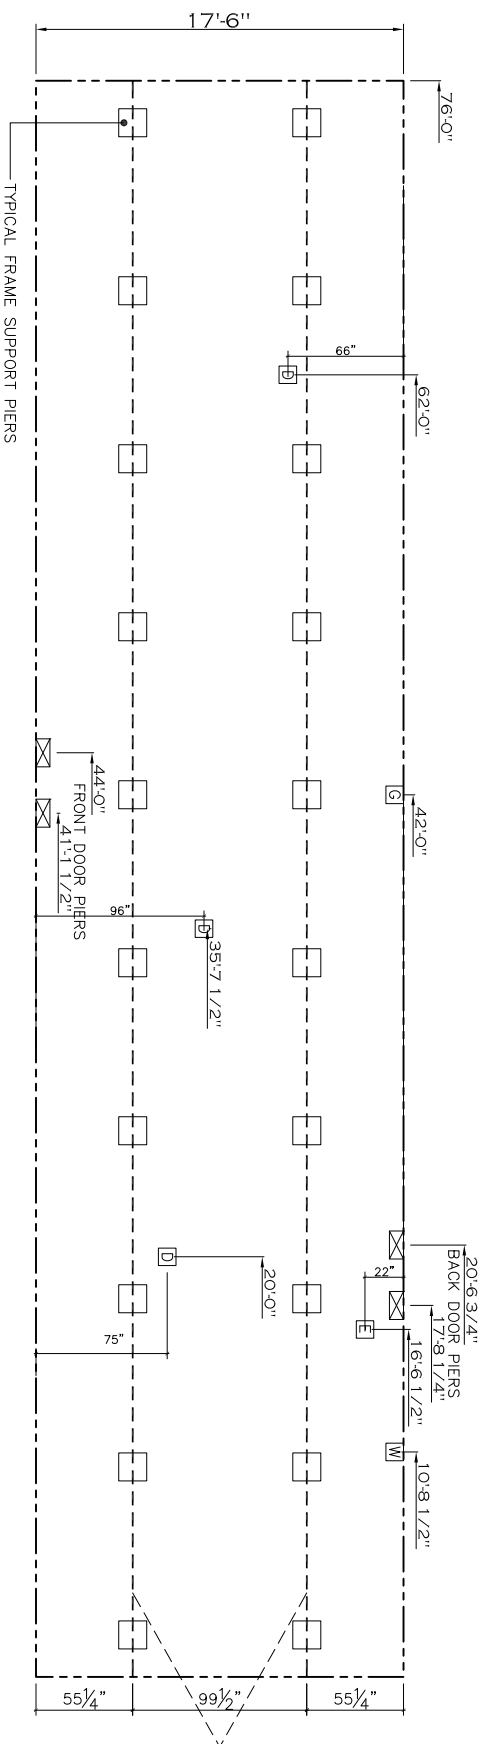 17'-6"
76'-0"
TYPICAL FRAME SUPPORT PIERS
66"
D
62'-0"
44'-0"
FRONT DOOR PIERS
41'-1 1/2"
G
42'-0"
96"
D
35'-7 1/2"
D
20'-0"
75"
20'-6 3/4"
BACK DOOR PIERS
17'-8 1/4"
22"
E
16'-6 1/2"
W
10'-8 1/2"
55¼"
99½"
55¼"